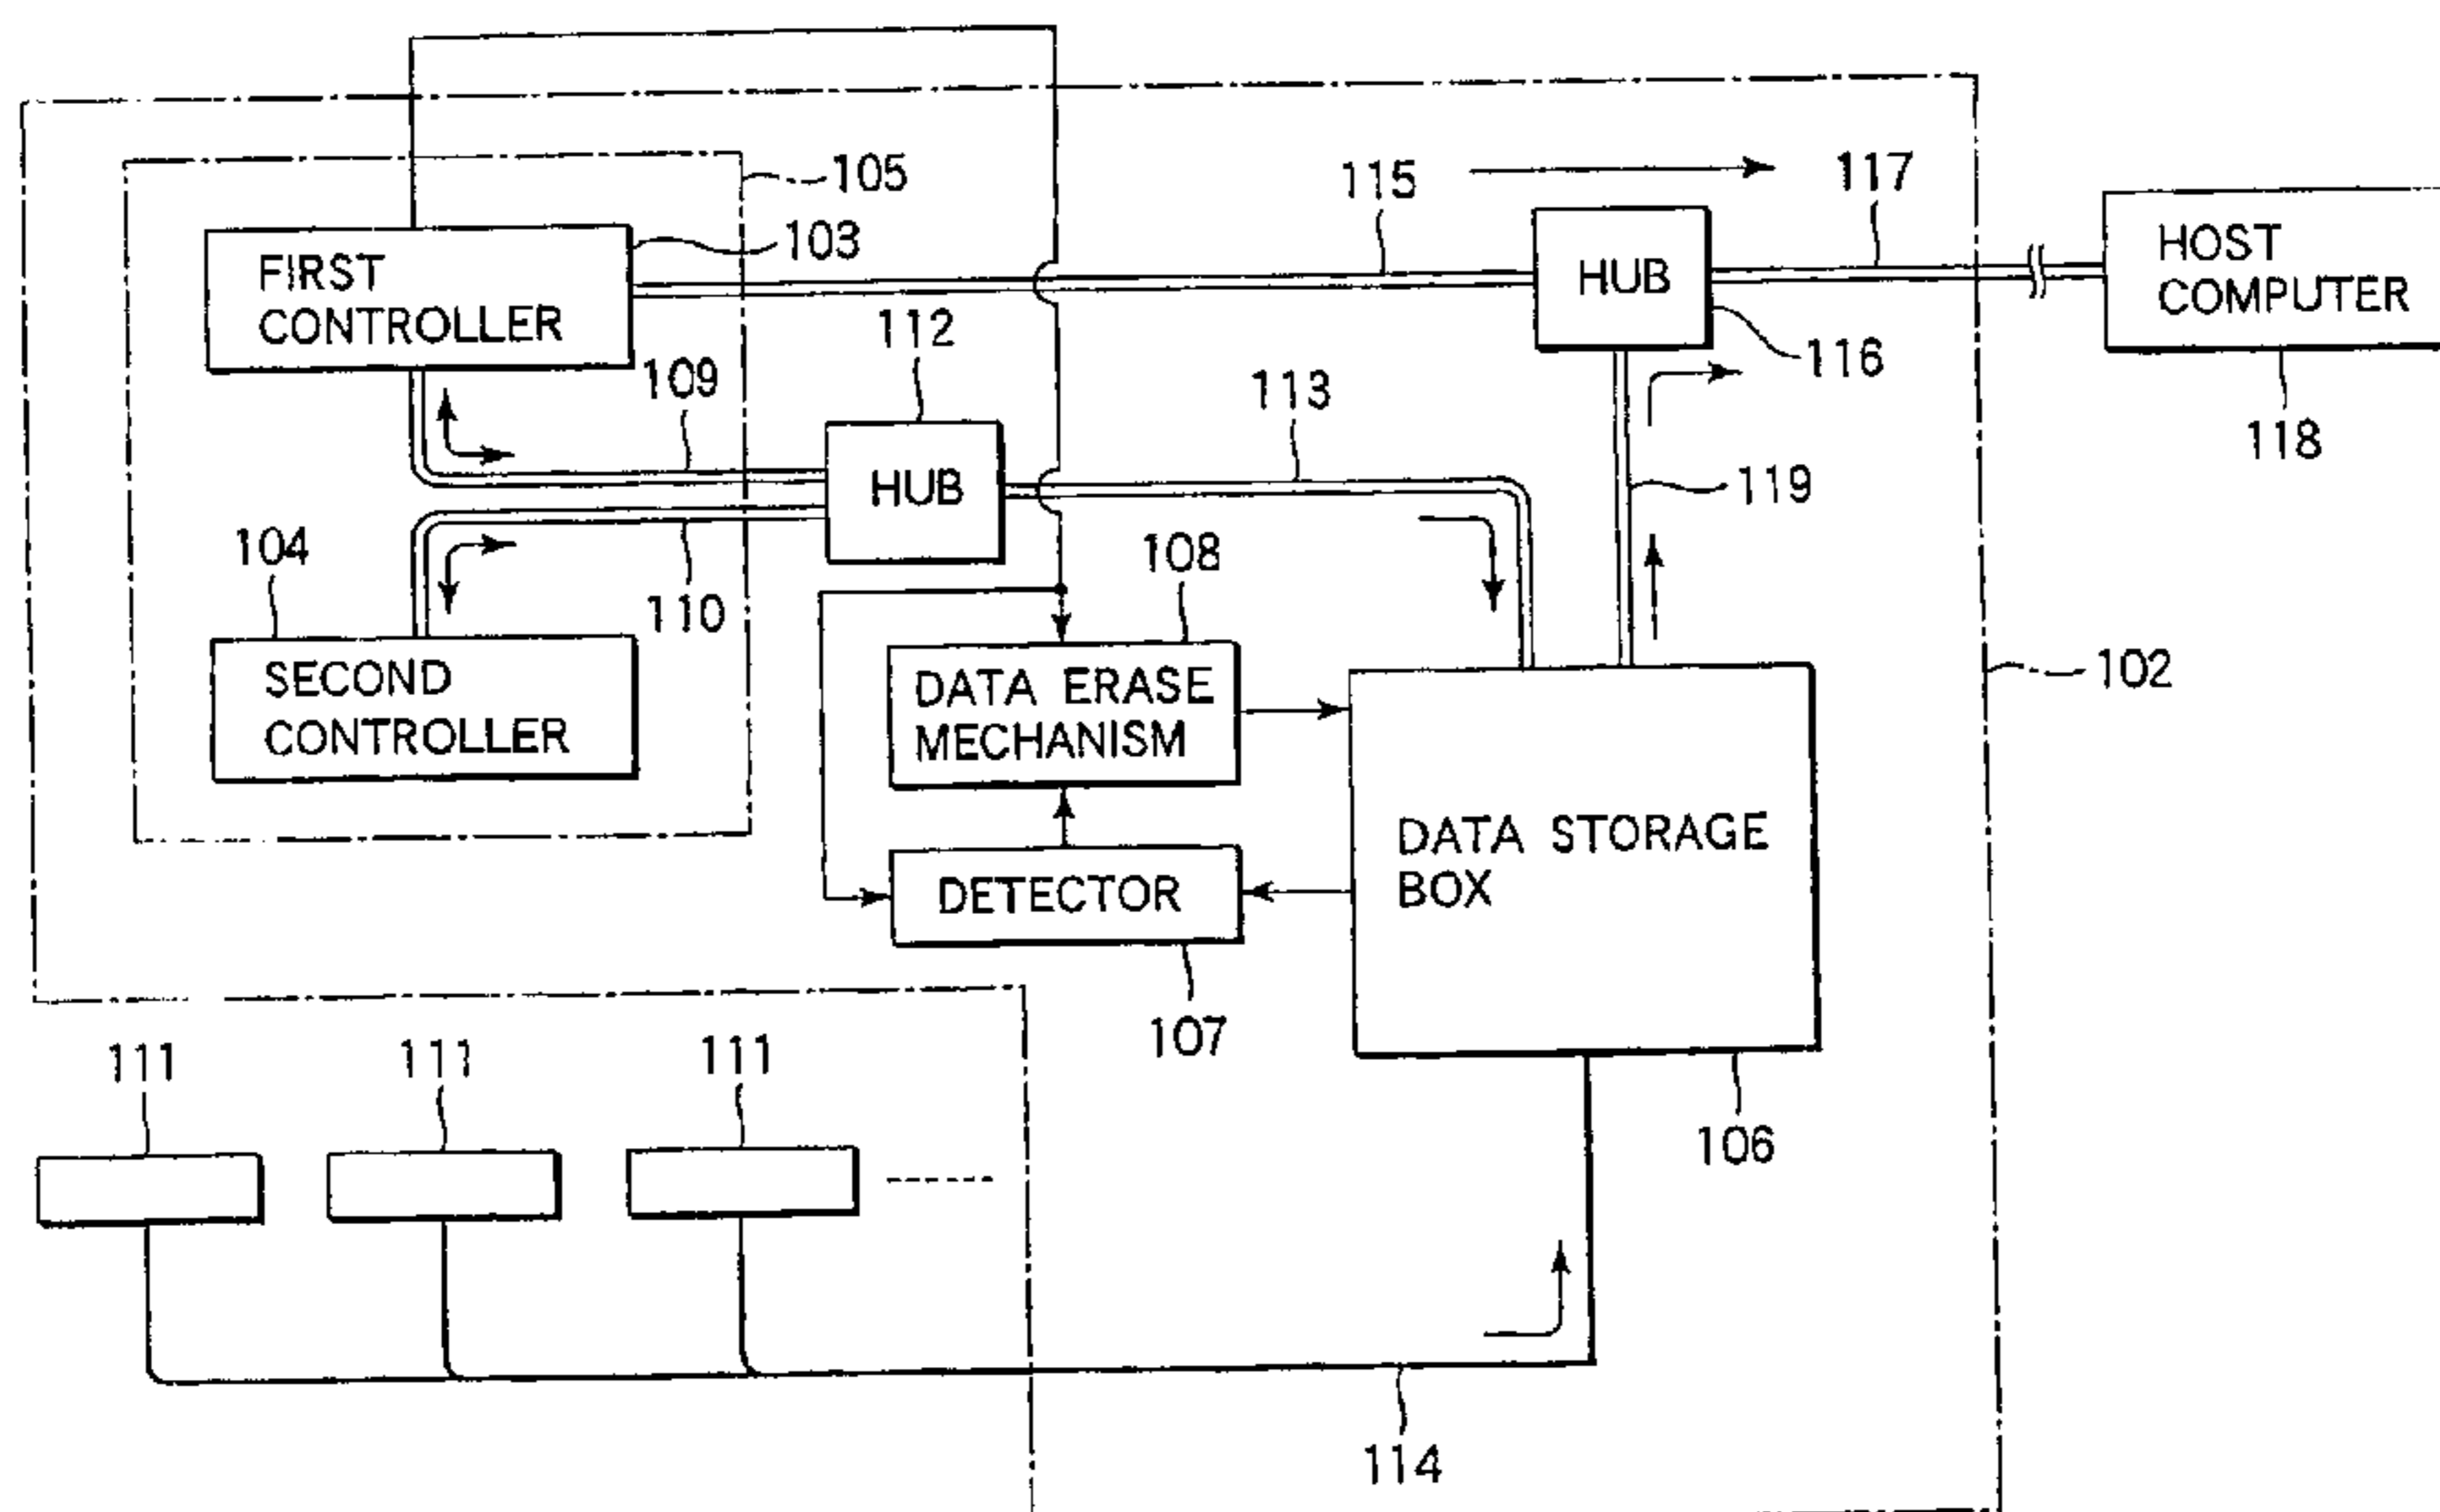 105
115
117
103
FIRST
CONTROLLER
HUB
HOST
COMPUTER
112
116
109
113
118
HUB
119
104
110
108
SECOND
CONTROLLER
DATA ERASE
MECHANISM
102
DATA STORAGE
BOX
DETECTOR
107
111
111
111
106
114